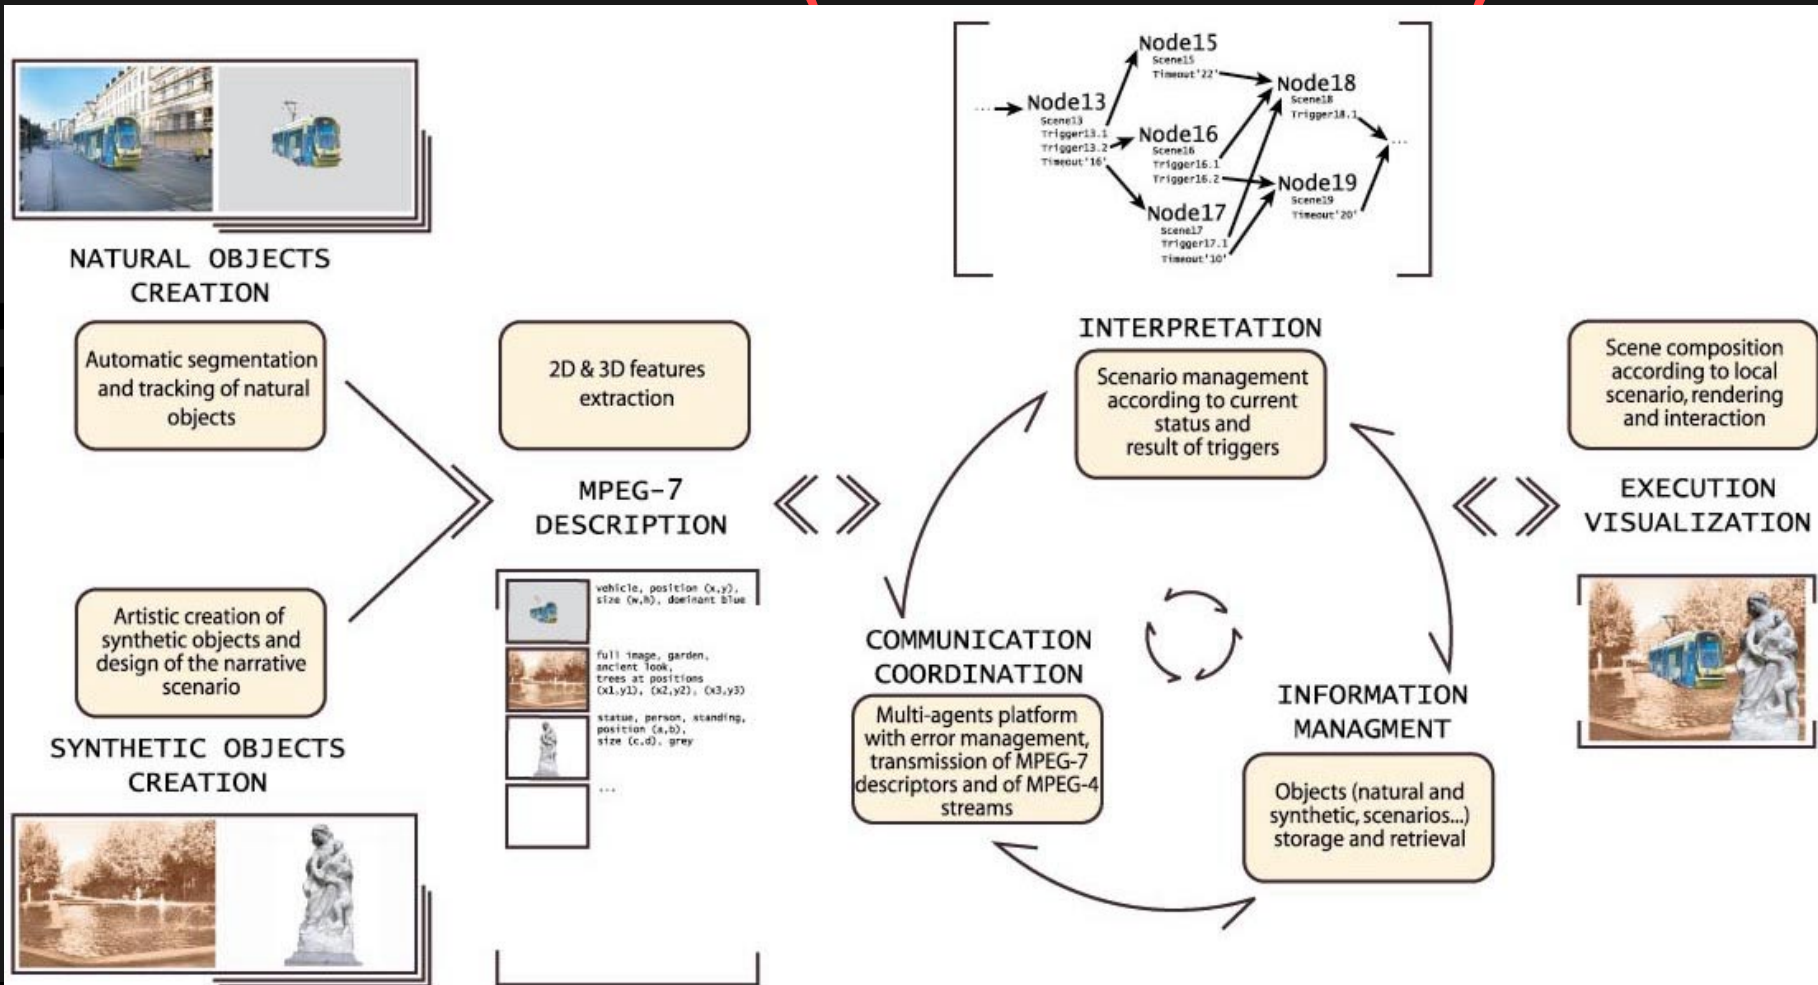 NATURAL OBJECTS
CREATION
Automatic segmentation
and tracking of natural
objects
Artistic creation of
synthetic objects and
design of the narrative
scenario
SYNTHETIC OBJECTS
CREATION
2D & 3D features
extraction
MPEG-7
DESCRIPTION
vehicle, position (x,y),
size (w,h), dominant blue
full image, garden,
ancient look,
trees at positions
(x1,y1), (x2,y2), (x3,y3)
statue, person, standing,
position (a,b),
size (c,d), grey
...
...
Node13
Scene13
Trigger13.1
Trigger13.2
Timeout'16'
Node15
Scene15
Timeout'22'
Node16
Scene16
Trigger16.1
Trigger16.2
Node17
Scene17
Trigger17.1
Timeout'10'
Node18
Scene18
Trigger18.1
Node19
Scene19
Timeout'20'
...
INTERPRETATION
Scenario management
according to current
status and
result of triggers
COMMUNICATION
COORDINATION
Multi-agents platform
with error management,
transmission of MPEG-7
descriptors and of MPEG-4
streams
INFORMATION
MANAGMENT
Objects (natural and
synthetic, scenarios...)
storage and retrieval
Scene composition
according to local
scenario, rendering
and interaction
EXECUTION
VISUALIZATION